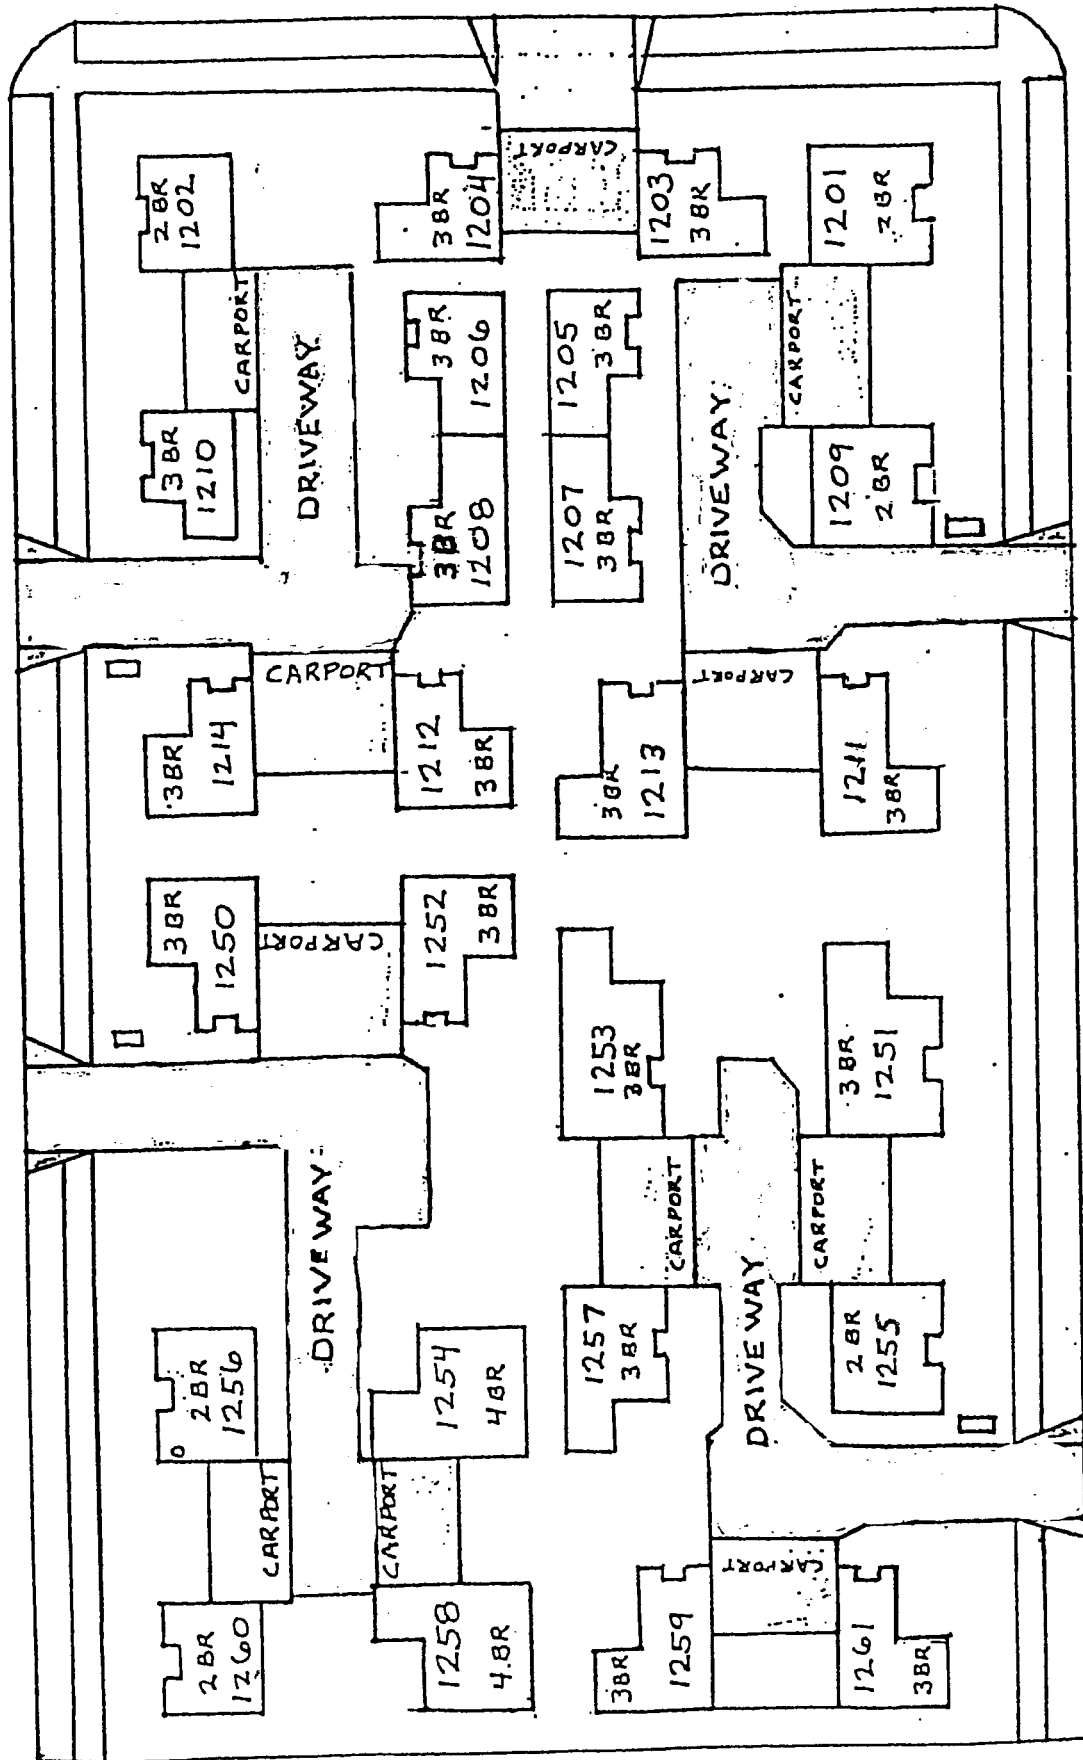 2 BR
1202
CARPORT
3 BR
1210
DRIVEWAY
3 BR
1204
CARPORT
1203
3 BR
1201
2 BR
3 BR
1206
3 BR
1208
1205
3 BR
1207
3 BR
DRIVEWAY
CARPORT
1209
2 BR
3 BR
1214
CARPORT
1212
3 BR
3 BR
1213
CARPORT
1211
3 BR
3 BR
1250
CARPORT
1252
3 BR
1253
3 BR
3 BR
1251
CARPORT
CARPORT
DRIVEWAY
1257
3 BR
2 BR
1255
DRIVEWAY
2 BR
1256
CARPORT
2 BR
1260
1254
4 BR
CARPORT
1258
4.BR
3 BR
1259
CARPORT
1261
3 BR